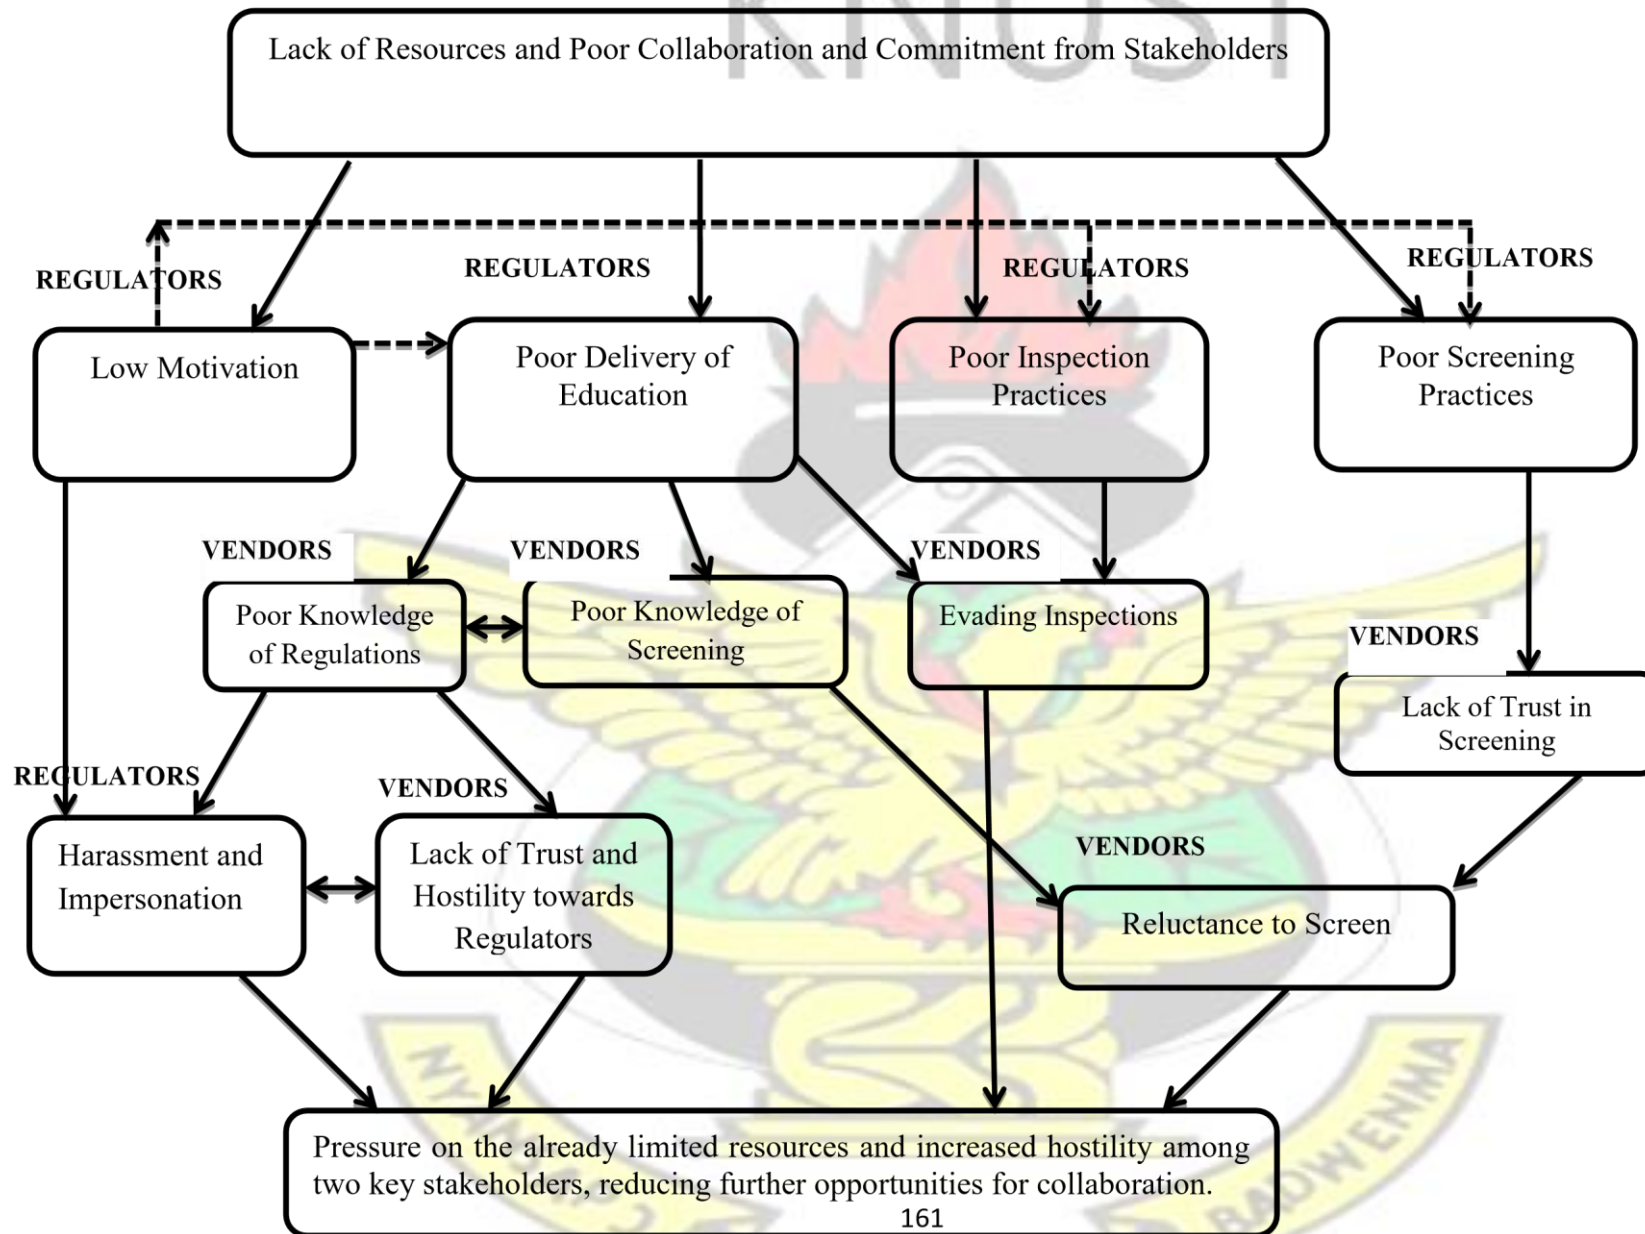 KNUST
Lack of Resources and Poor Collaboration and Commitment from Stakeholders
REGULATORS
REGULATORS
REGULATORS
REGULATORS
Low Motivation
Poor Delivery of
Education
Poor Inspection
Practices
Poor Screening
Practices
VENDORS
VENDORS
VENDORS
VENDORS
Poor Knowledge
of Regulations
Poor Knowledge of
Screening
Evading Inspections
Lack of Trust in
Screening
REGULATORS
VENDORS
VENDORS
Harassment and
Impersonation
Lack of Trust and
Hostility towards
Regulators
Reluctance to Screen
Pressure on the already limited resources and increased hostility among
two key stakeholders, reducing further opportunities for collaboration.
161
BADWENMA